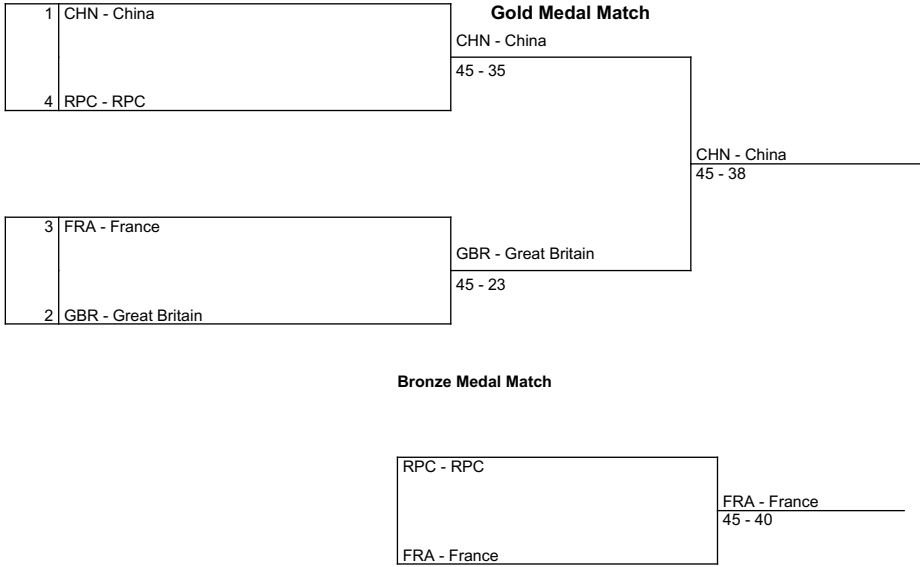 1 CHN - China
Gold Medal Match
CHN - China
45 - 35
4 RPC - RPC
CHN - China
45 - 38
3 FRA - France
GBR - Great Britain
45 - 23
2 GBR - Great Britain
Bronze Medal Match
RPC - RPC
FRA - France
45 - 40
FRA - France